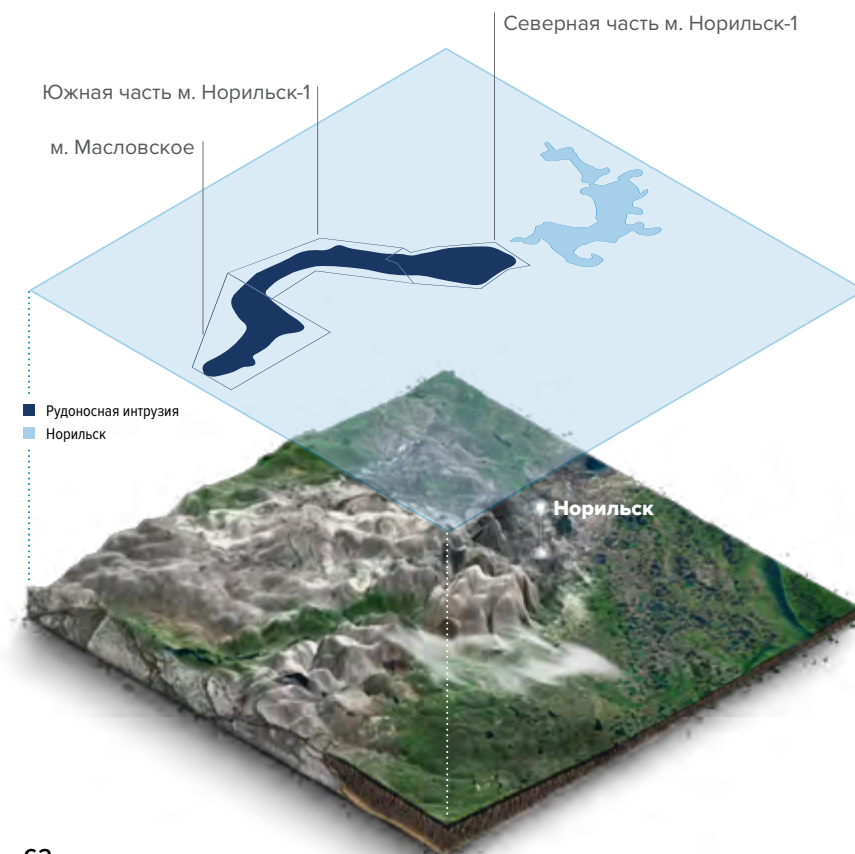 Северная часть м. Норильск-1
Южная часть м. Норильск-1
м. Масловское
Рудоносная интрузия
Норильск
Норильск